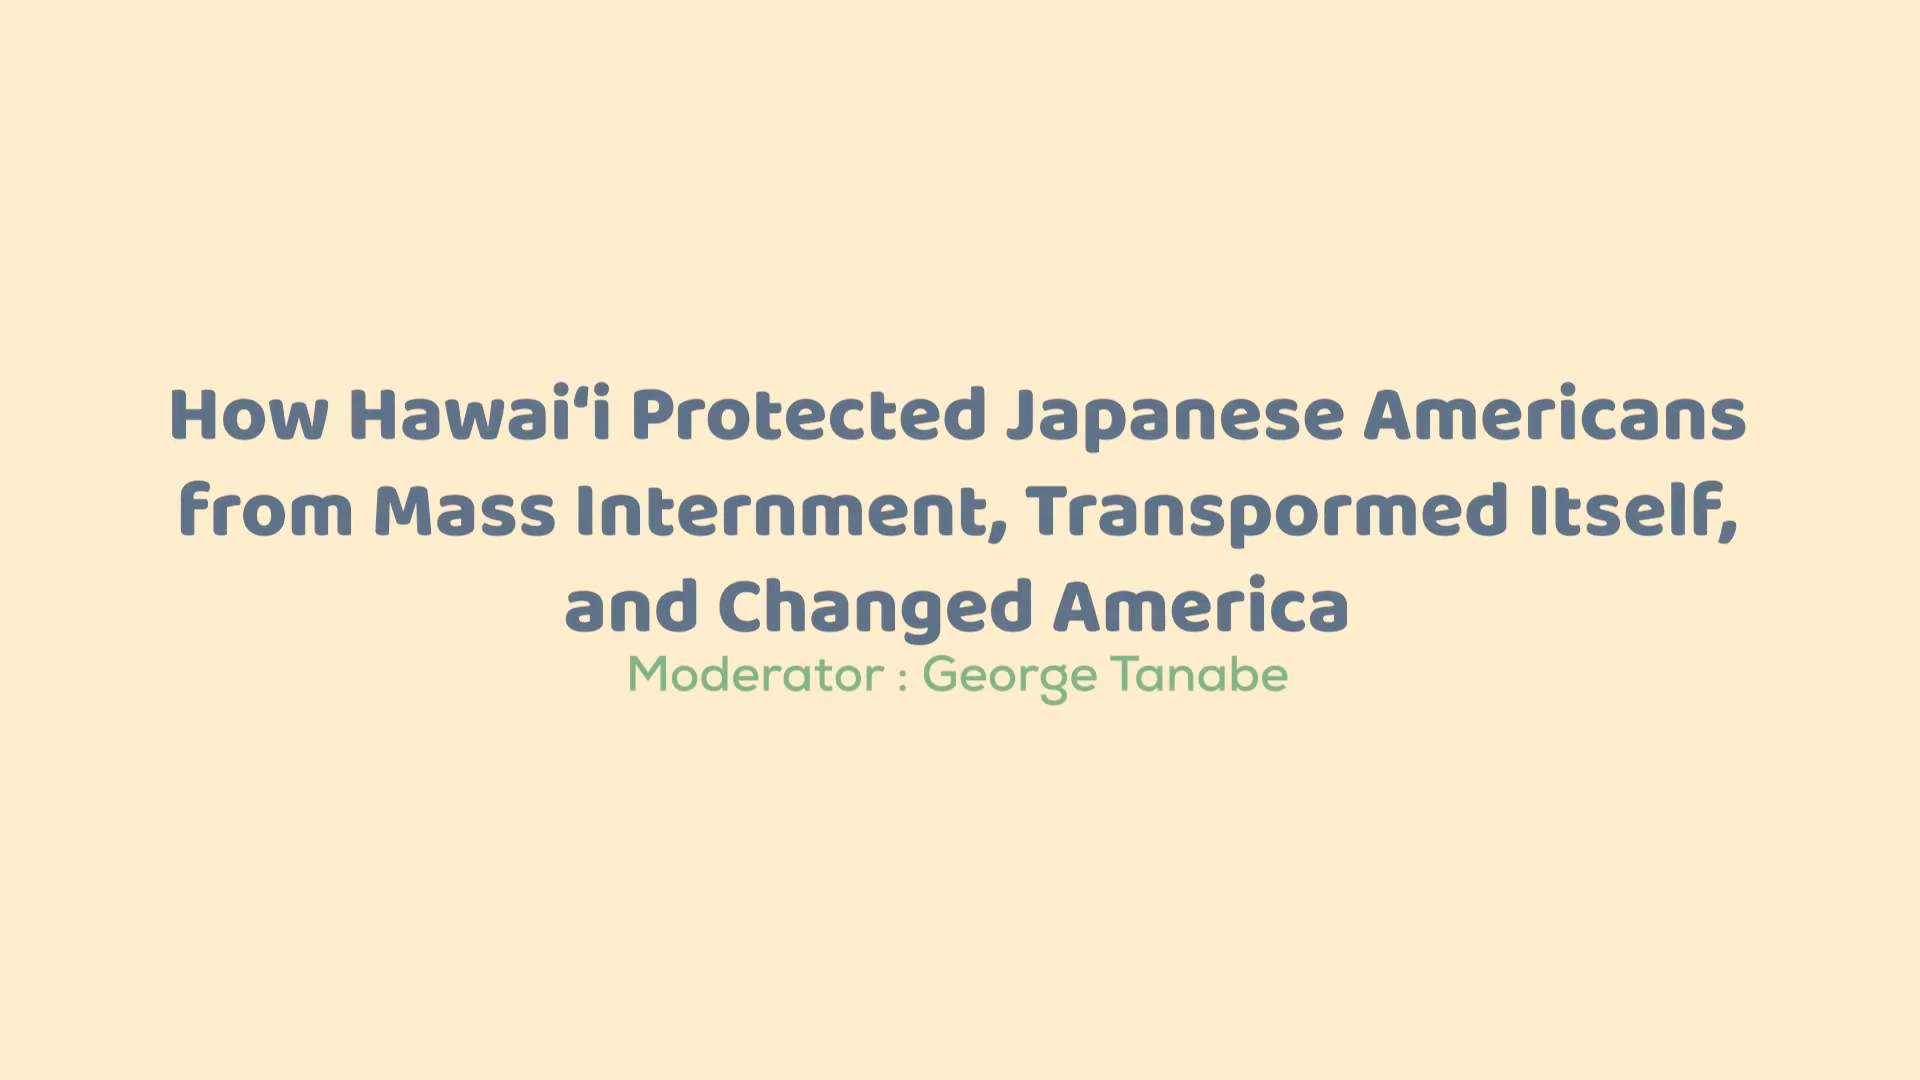 How Hawai‘i Protected Japanese Americans
from Mass Internment, Transpormed Itself,
and Changed America
Moderator : George Tanabe